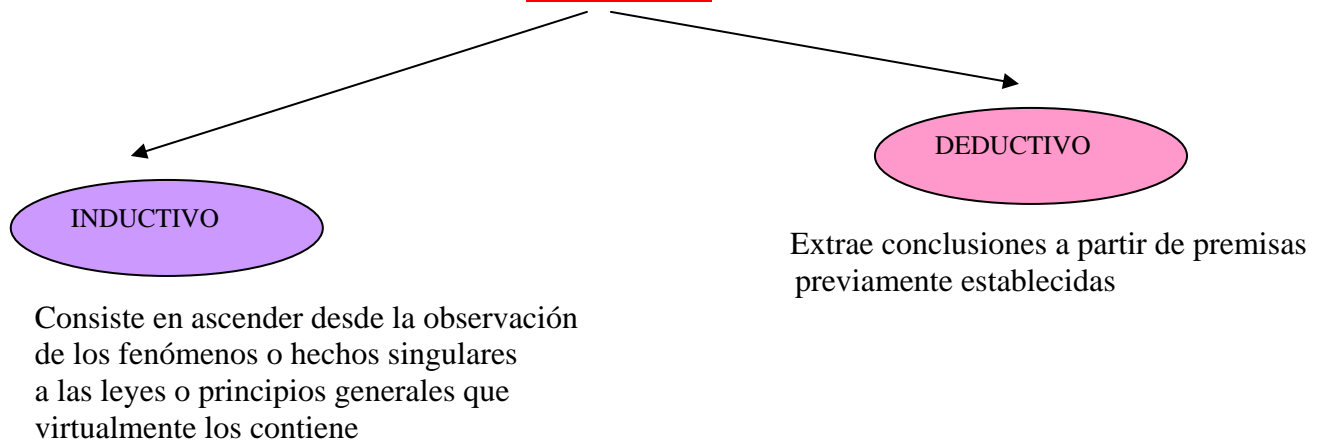 DEDUCTIVO
INDUCTIVO
Extrae conclusiones a partir de premisas
previamente establecidas
Consiste en ascender desde la observación
de los fenómenos o hechos singulares
a las leyes o principios generales que
virtualmente los contiene